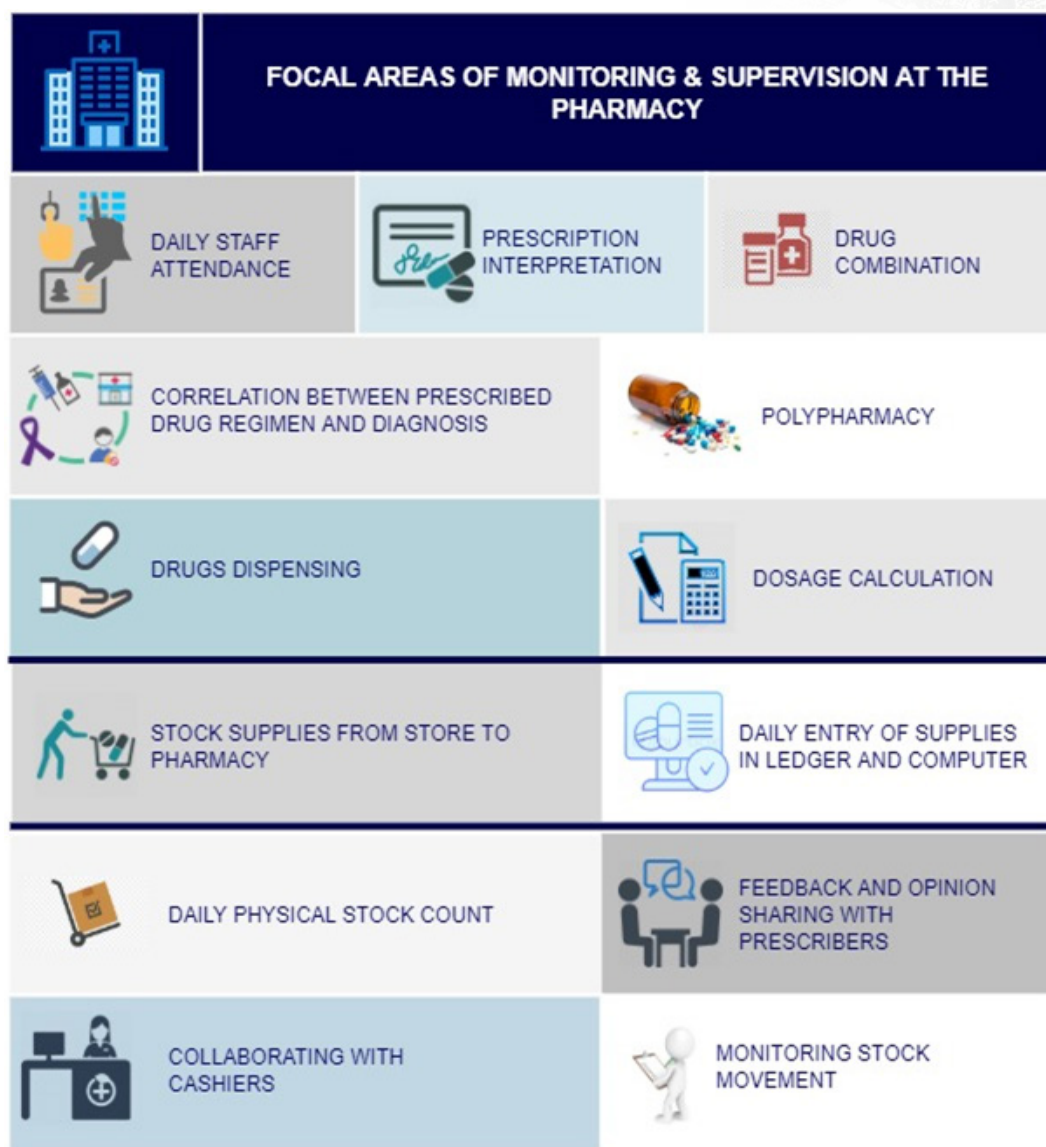 FOCAL AREAS OF MONITORING & SUPERVISION AT THE
PHARMACY
DAILY STAFF
ATTENDANCE
PRESCRIPTION
INTERPRETATION
DRUG
COMBINATION
CORRELATION BETWEEN PRESCRIBED
DRUG REGIMEN AND DIAGNOSIS
POLYPHARMACY
DRUGS DISPENSING
DOSAGE CALCULATION
STOCK SUPPLIES FROM STORE TO
PHARMACY
DAILY ENTRY OF SUPPLIES
IN LEDGER AND COMPUTER
DAILY PHYSICAL STOCK COUNT
FEEDBACK AND OPINION
SHARING WITH
PRESCRIBERS
COLLABORATING WITH
CASHIERS
MONITORING STOCK
MOVEMENT